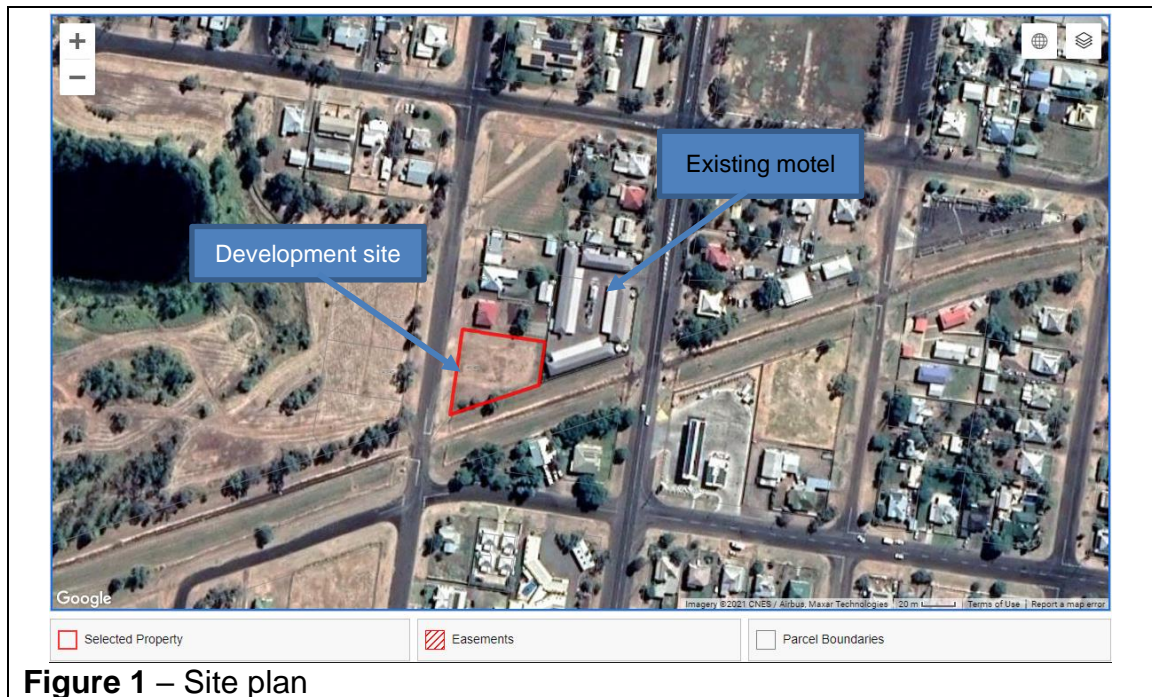 +
−
Existing motel
Development site
Google
Imagery ©2021 CNES / Airbus, Maxar Technologies 20 m Terms of Use Report a map error
Selected Property Easements Parcel Boundaries
Figure 1 – Site plan